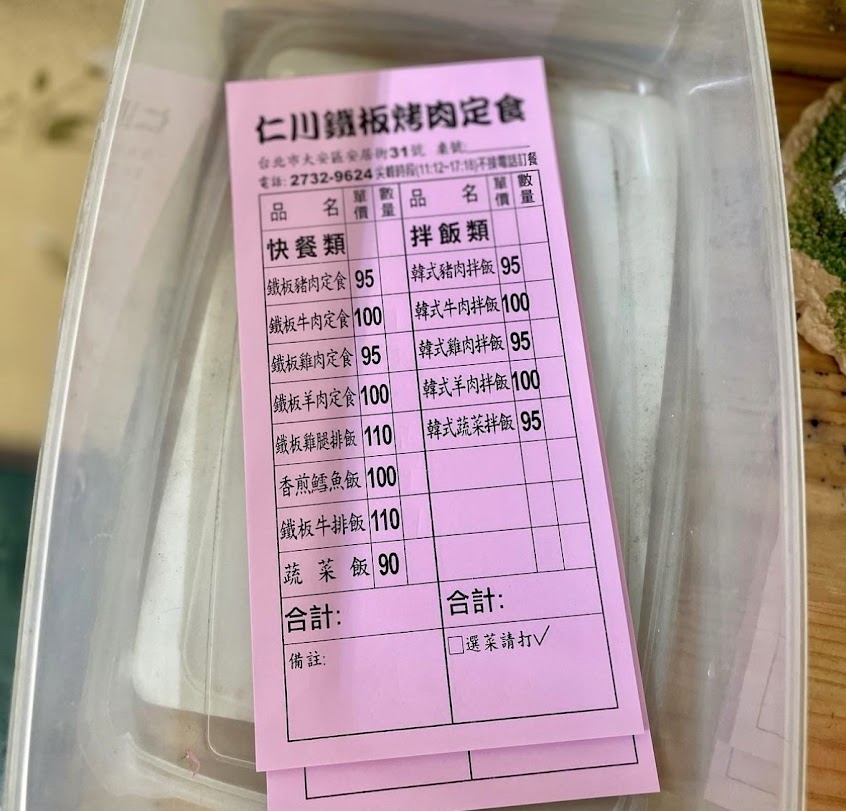 仁川鐵板烤肉定食
台北市大安區安居街31號 桌號:
電話: 2732-9624 尖峰時段(11:12~17:18)不接電話訂餐
品名 單價 數量 品名 單價 數量
快餐類 拌飯類
鐵板豬肉定食 95 韓式豬肉拌飯 95
鐵板牛肉定食 100 韓式牛肉拌飯 100
鐵板雞肉定食 95 韓式雞肉拌飯 95
鐵板羊肉定食 100 韓式羊肉拌飯 100
鐵板雞腿排飯 110 韓式蔬菜拌飯 95
香煎鱈魚飯 100
鐵板牛排飯 110
蔬菜飯 90
合計: 合計:
備註: □選菜請打✓